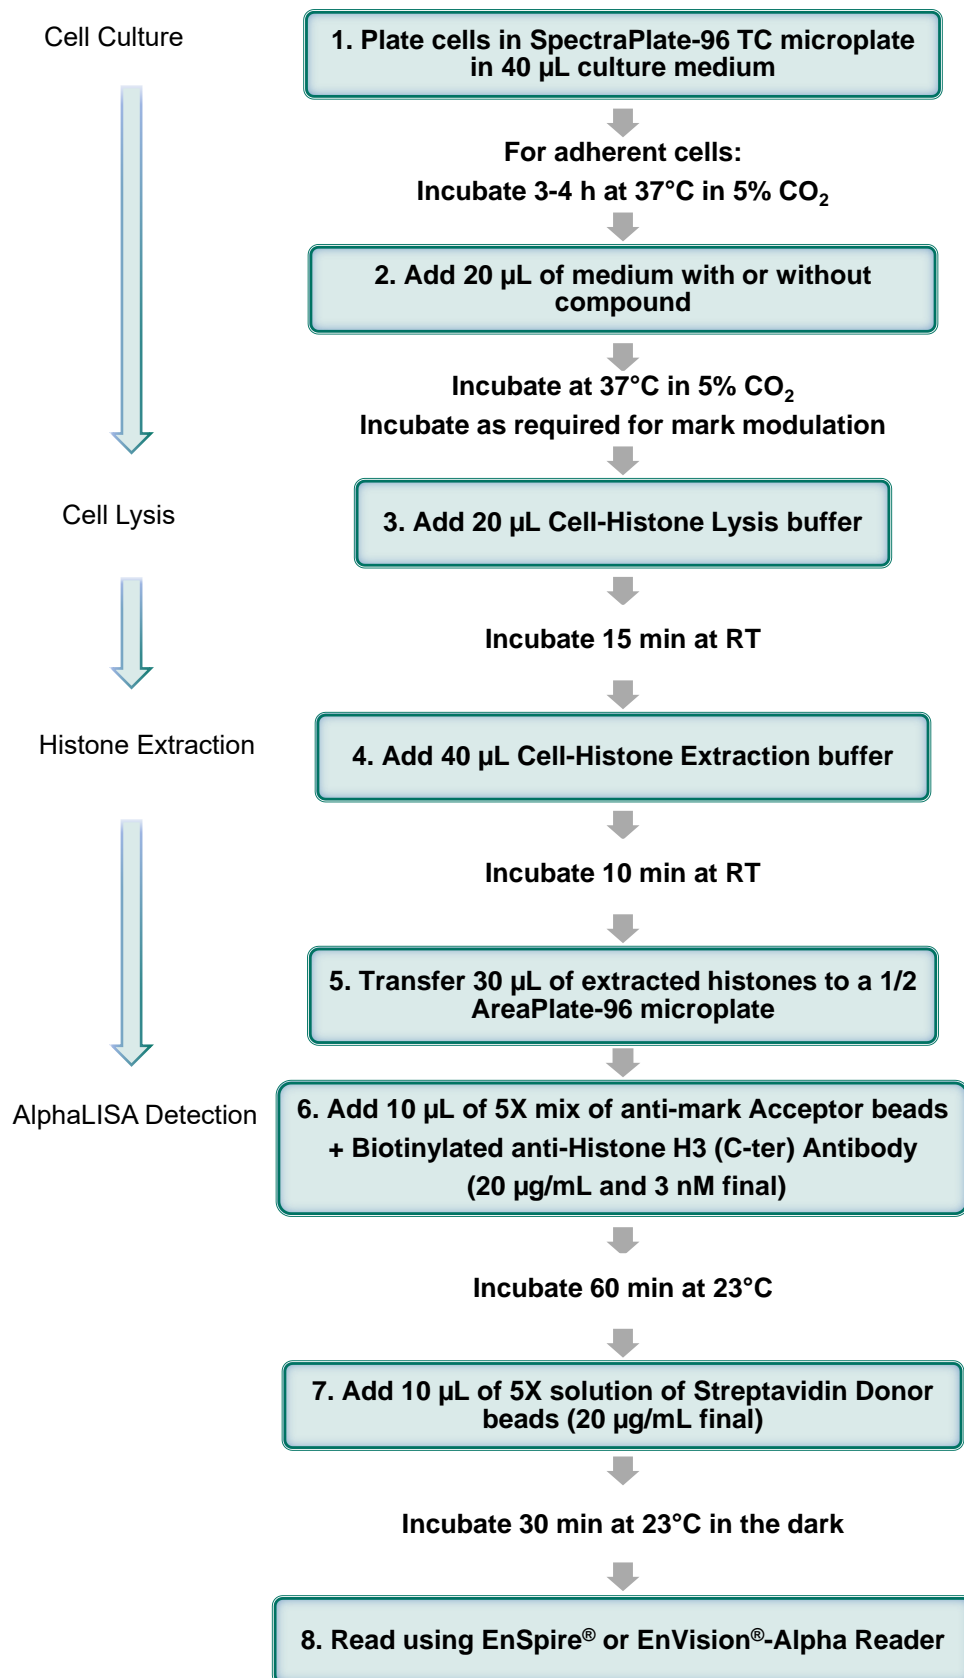 Cell Culture
1. Plate cells in SpectraPlate-96 TC microplate
in 40 µL culture medium
For adherent cells:
Incubate 3-4 h at 37°C in 5% CO₂
2. Add 20 µL of medium with or without
compound
Incubate at 37°C in 5% CO₂
Incubate as required for mark modulation
Cell Lysis
3. Add 20 µL Cell-Histone Lysis buffer
Incubate 15 min at RT
Histone Extraction
4. Add 40 µL Cell-Histone Extraction buffer
Incubate 10 min at RT
5. Transfer 30 µL of extracted histones to a 1/2
AreaPlate-96 microplate
AlphaLISA Detection
6. Add 10 µL of 5X mix of anti-mark Acceptor beads
+ Biotinylated anti-Histone H3 (C-ter) Antibody
(20 µg/mL and 3 nM final)
Incubate 60 min at 23°C
7. Add 10 µL of 5X solution of Streptavidin Donor
beads (20 µg/mL final)
Incubate 30 min at 23°C in the dark
8. Read using EnSpire® or EnVision®-Alpha Reader